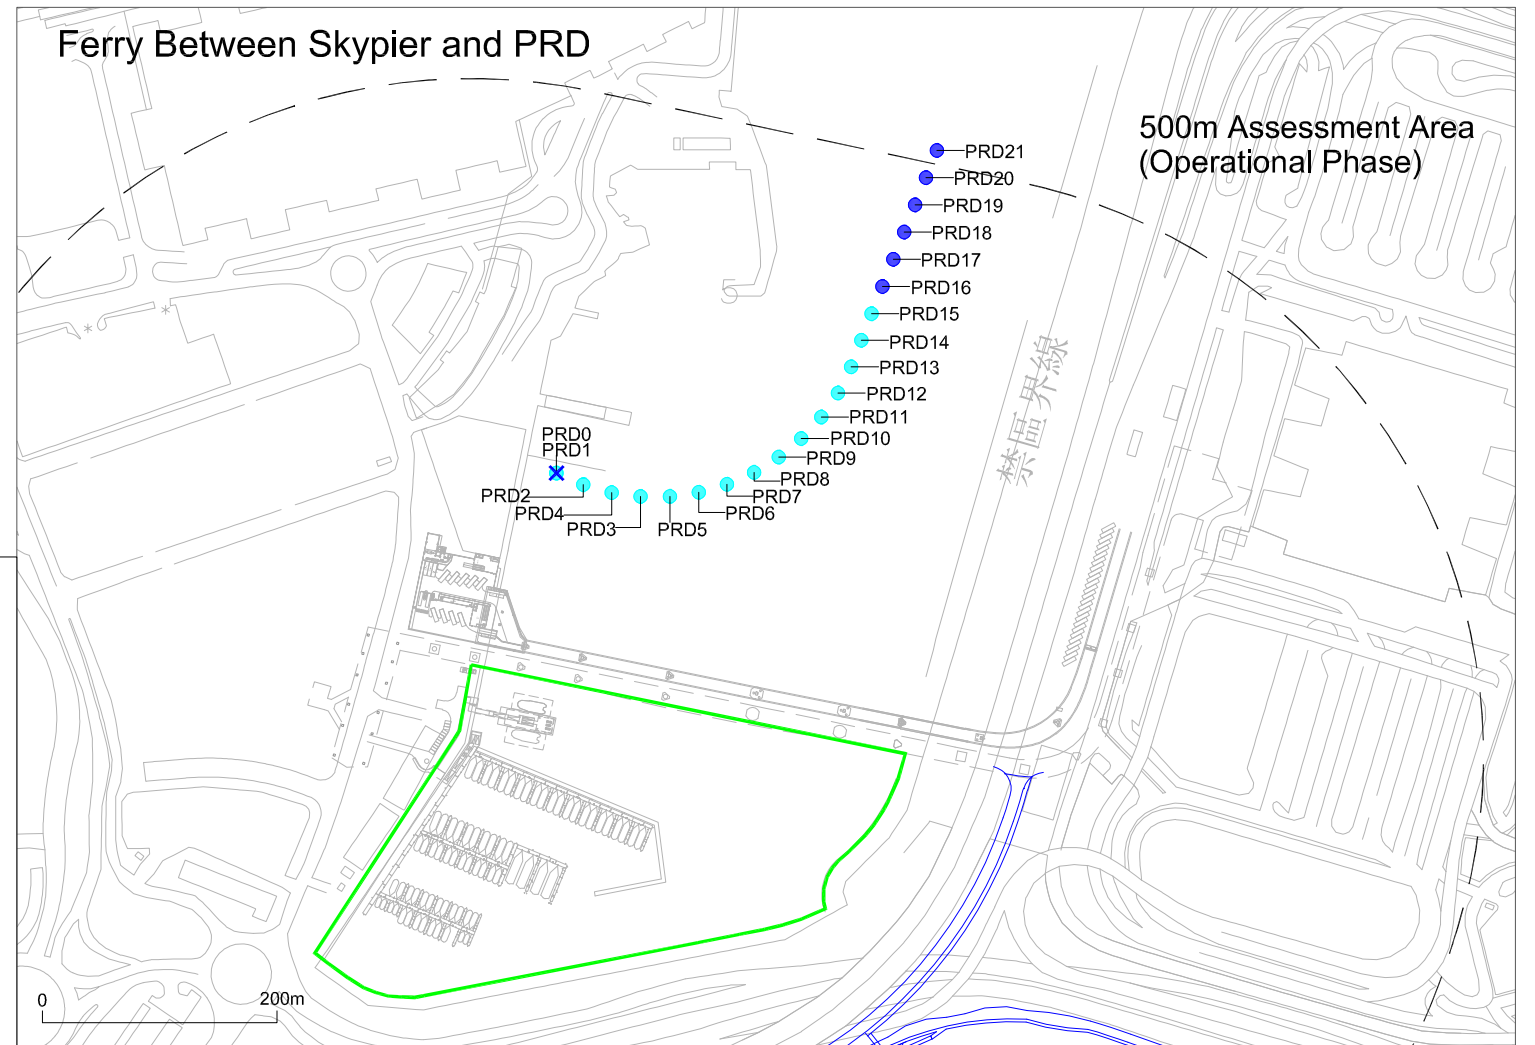 Ferry Between Skypier and PRD
500m Assessment Area
(Operational Phase)
PRD21
PRD20
PRD19
PRD18
PRD17
PRD16
PRD15
PRD14
PRD13
PRD12
PRD11
PRD10
PRD9
PRD8
PRD7
PRD6
PRD5
PRD3
PRD4
PRD2
PRD0
PRD1
禁區界線
0
200m